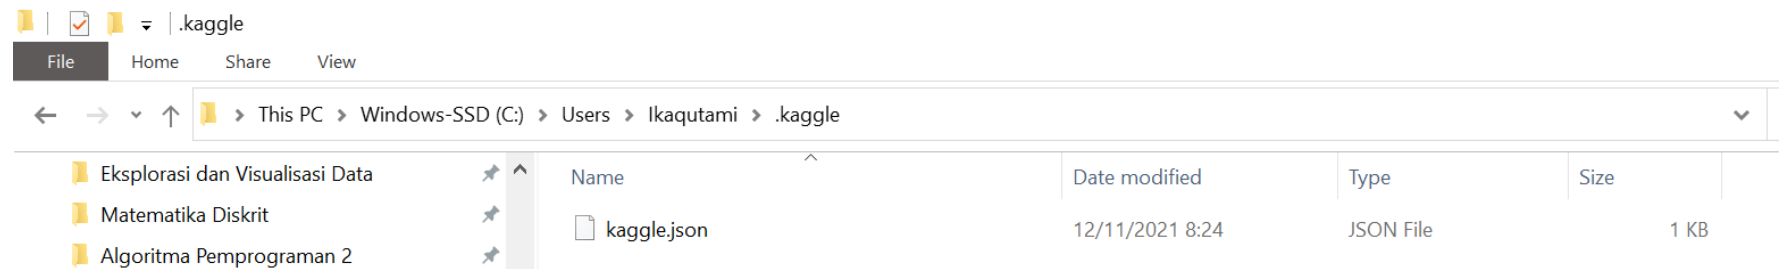 .kaggle
File Home Share View
This PC Windows-SSD (C:) Users Ikaqutami .kaggle
Eksplorasi dan Visualisasi Data
Matematika Diskrit
Algoritma Pemprograman 2
Name Date modified Type Size
kaggle.json 12/11/2021 8:24 JSON File 1 KB